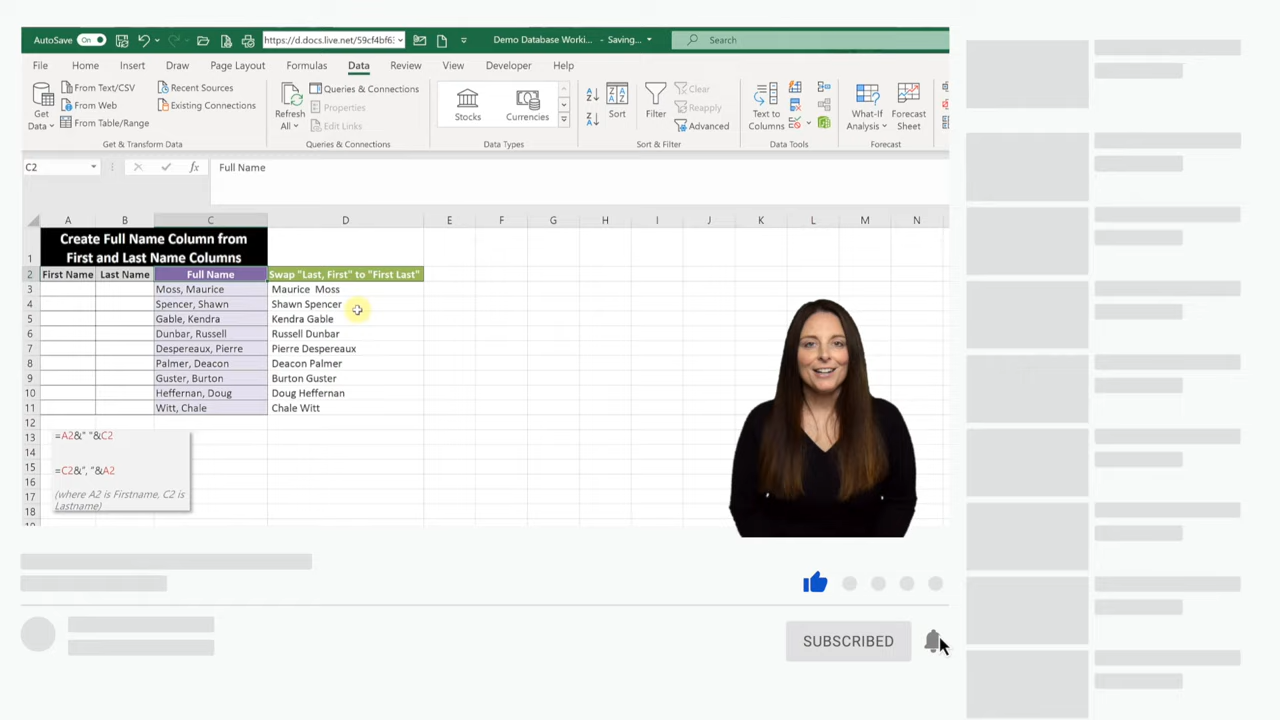 AutoSave On https://d.docs.live.net/59cf4bf63 Demo Database Worki... - Saving... Search
File Home Insert Draw Page Layout Formulas Data Review View Developer Help
Get Data From Text/CSV From Web From Table/Range Recent Sources Existing Connections
Refresh All Queries & Connections Properties Edit Links
Stocks Currencies
Sort Filter Clear Reapply Advanced
Text to Columns What-If Analysis Forecast Sheet
Get & Transform Data Queries & Connections Data Types Sort & Filter Data Tools Forecast
C2 fx Full Name
A B C D E F G H I J K L M N
1 Create Full Name Column from
First and Last Name Columns
2 First Name Last Name Full Name Swap "Last, First" to "First Last"
3 Moss, Maurice Maurice  Moss
4 Spencer, Shawn Shawn Spencer
5 Gable, Kendra Kendra Gable
6 Dunbar, Russell Russell Dunbar
7 Despereaux, Pierre Pierre Despereaux
8 Palmer, Deacon Deacon Palmer
9 Guster, Burton Burton Guster
10 Heffernan, Doug Doug Heffernan
11 Witt, Chale Chale Witt
12
13 =A2&" "&C2
14
15 =C2&", "&A2
16
17 (where A2 is Firstname, C2 is
18 Lastname)
SUBSCRIBED